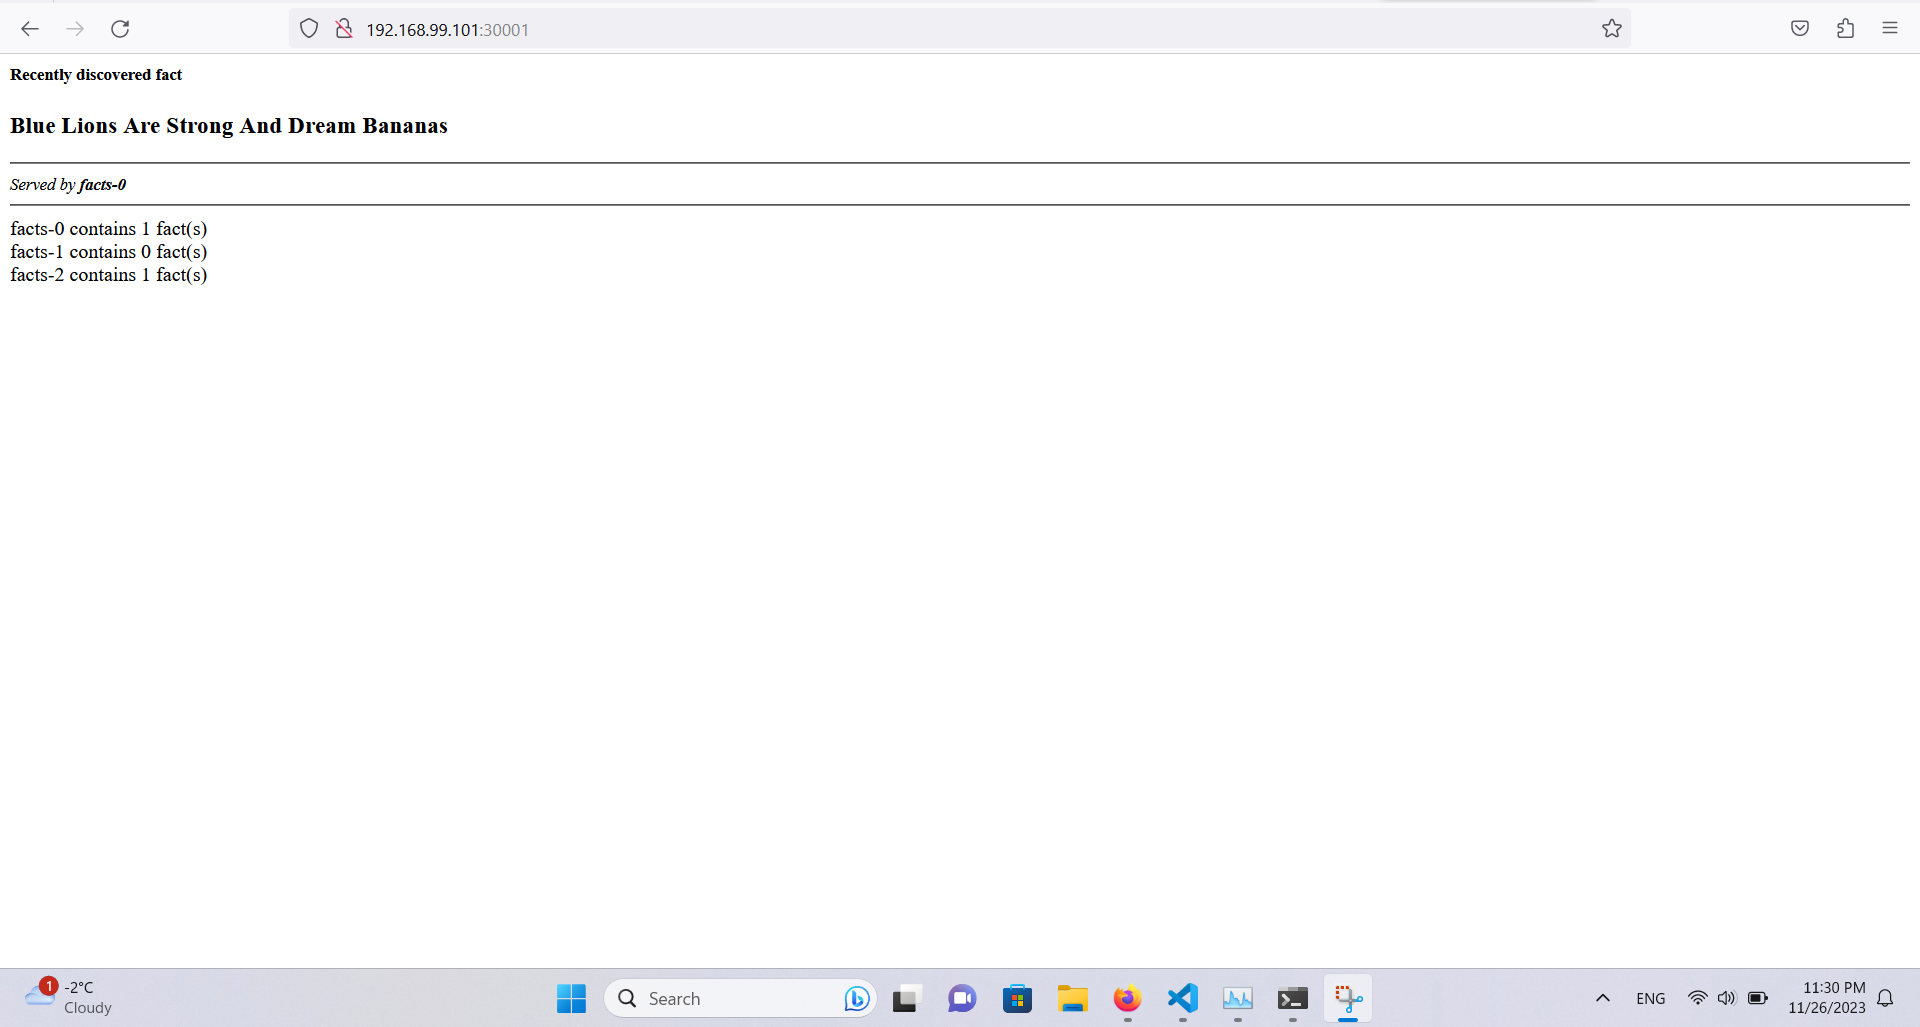 192.168.99.101:30001
Recently discovered fact
Blue Lions Are Strong And Dream Bananas
Served by facts-0
facts-0 contains 1 fact(s)
facts-1 contains 0 fact(s)
facts-2 contains 1 fact(s)
1
-2°C
Cloudy
Search
ENG
11:30 PM
11/26/2023